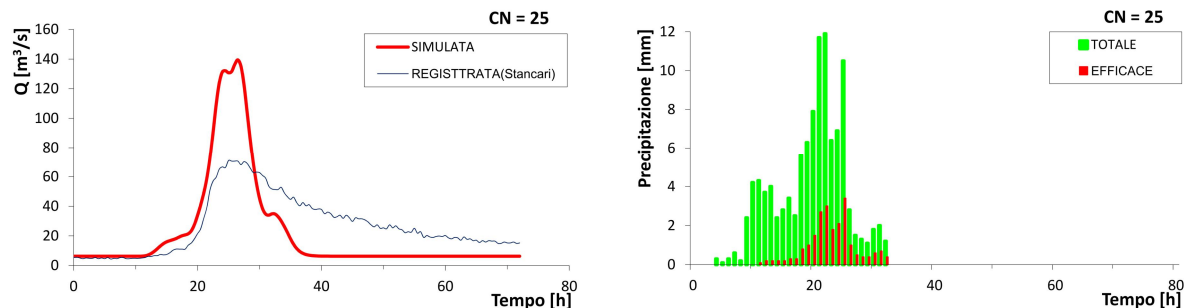 CN = 25
Q [m³/s]
160
140
120
100
80
60
40
20
0
0
20
40
60
80
Tempo [h]
SIMULATA
REGISTTRATA(Stancari)
CN = 25
Precipitazione [mm]
12
10
8
6
4
2
0
0
20
40
60
80
Tempo [h]
TOTALE
EFFICACE